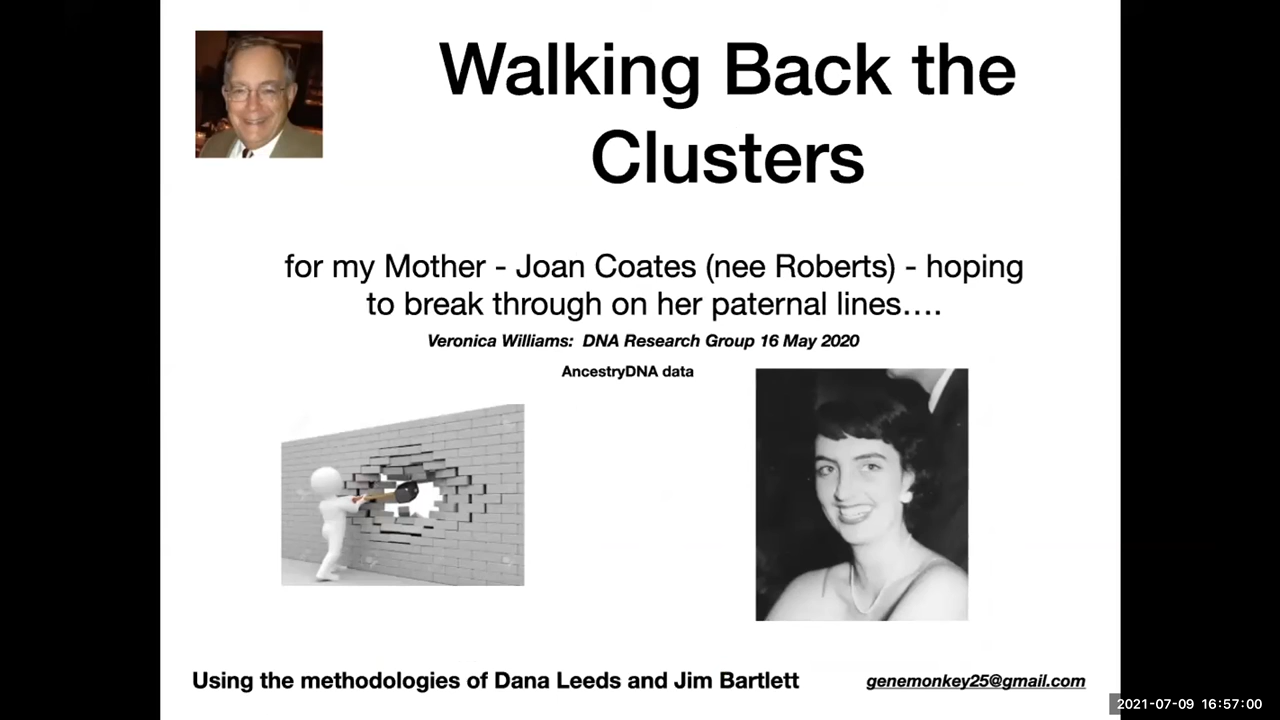 Walking Back the
Clusters
for my Mother - Joan Coates (nee Roberts) - hoping
to break through on her paternal lines....
Veronica Williams: DNA Research Group 16 May 2020
AncestryDNA data
Using the methodologies of Dana Leeds and Jim Bartlett
genemonkey25@gmail.com
2021-07-09 16:57:00